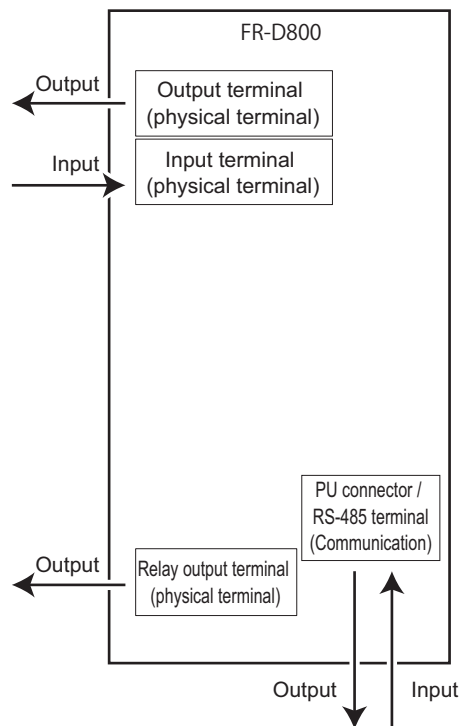 FR-D800
Output
Output terminal
(physical terminal)
Input
Input terminal
(physical terminal)
PU connector /
RS-485 terminal
(Communication)
Output
Relay output terminal
(physical terminal)
Output
Input